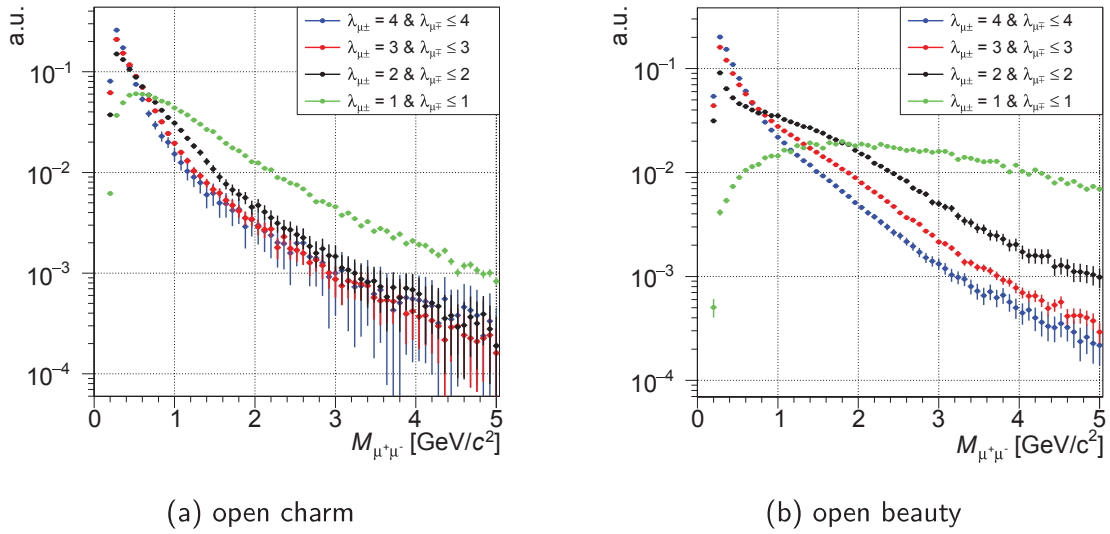 a.u.
λμ± = 4 & λμ∓ ≤ 4
λμ± = 3 & λμ∓ ≤ 3
λμ± = 2 & λμ∓ ≤ 2
λμ± = 1 & λμ∓ ≤ 1
10⁻¹
10⁻²
10⁻³
10⁻⁴
0 1 2 3 4 5
Mμ⁺μ⁻ [GeV/c²]
(a) open charm
a.u.
λμ± = 4 & λμ∓ ≤ 4
λμ± = 3 & λμ∓ ≤ 3
λμ± = 2 & λμ∓ ≤ 2
λμ± = 1 & λμ∓ ≤ 1
10⁻¹
10⁻²
10⁻³
10⁻⁴
0 1 2 3 4 5
Mμ⁺μ⁻ [GeV/c²]
(b) open beauty